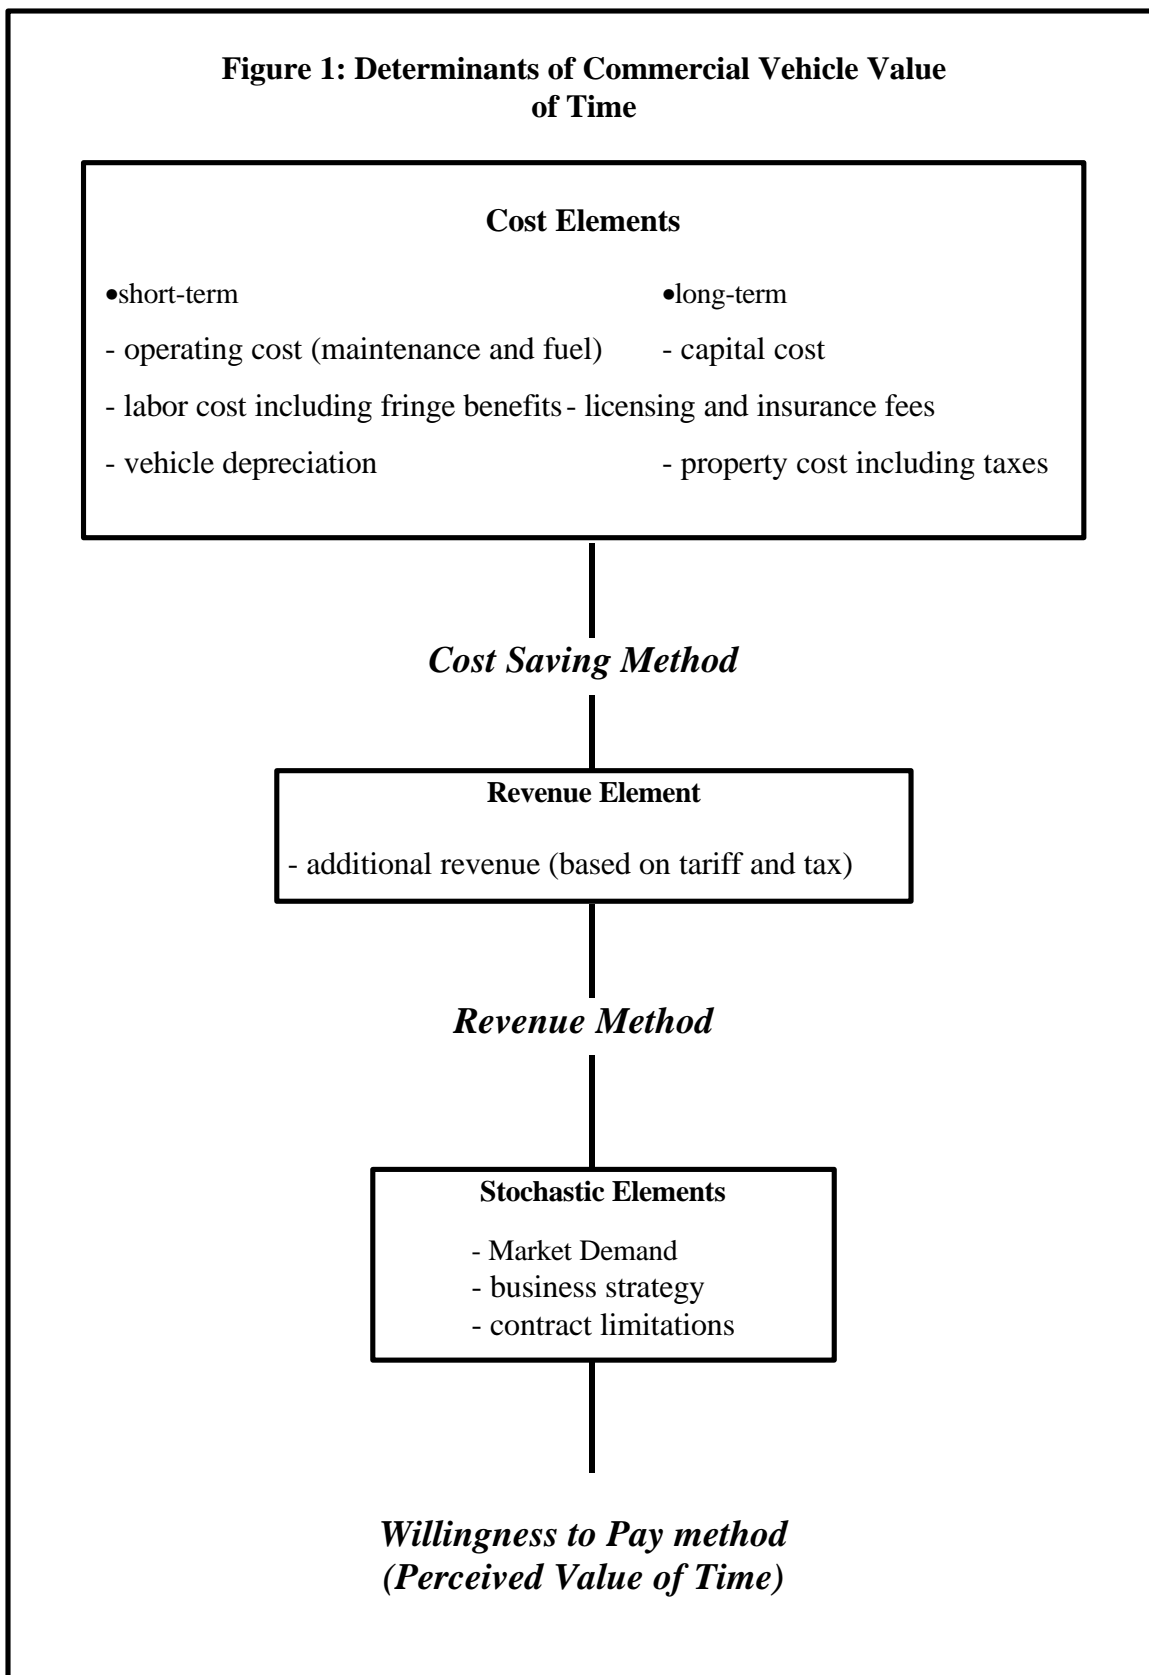 Figure 1: Determinants of Commercial Vehicle Value
of Time
Cost Elements
•short-term •long-term
- operating cost (maintenance and fuel) - capital cost
- labor cost including fringe benefits - licensing and insurance fees
- vehicle depreciation - property cost including taxes
Cost Saving Method
Revenue Element
- additional revenue (based on tariff and tax)
Revenue Method
Stochastic Elements
- Market Demand
- business strategy
- contract limitations
Willingness to Pay method
(Perceived Value of Time)